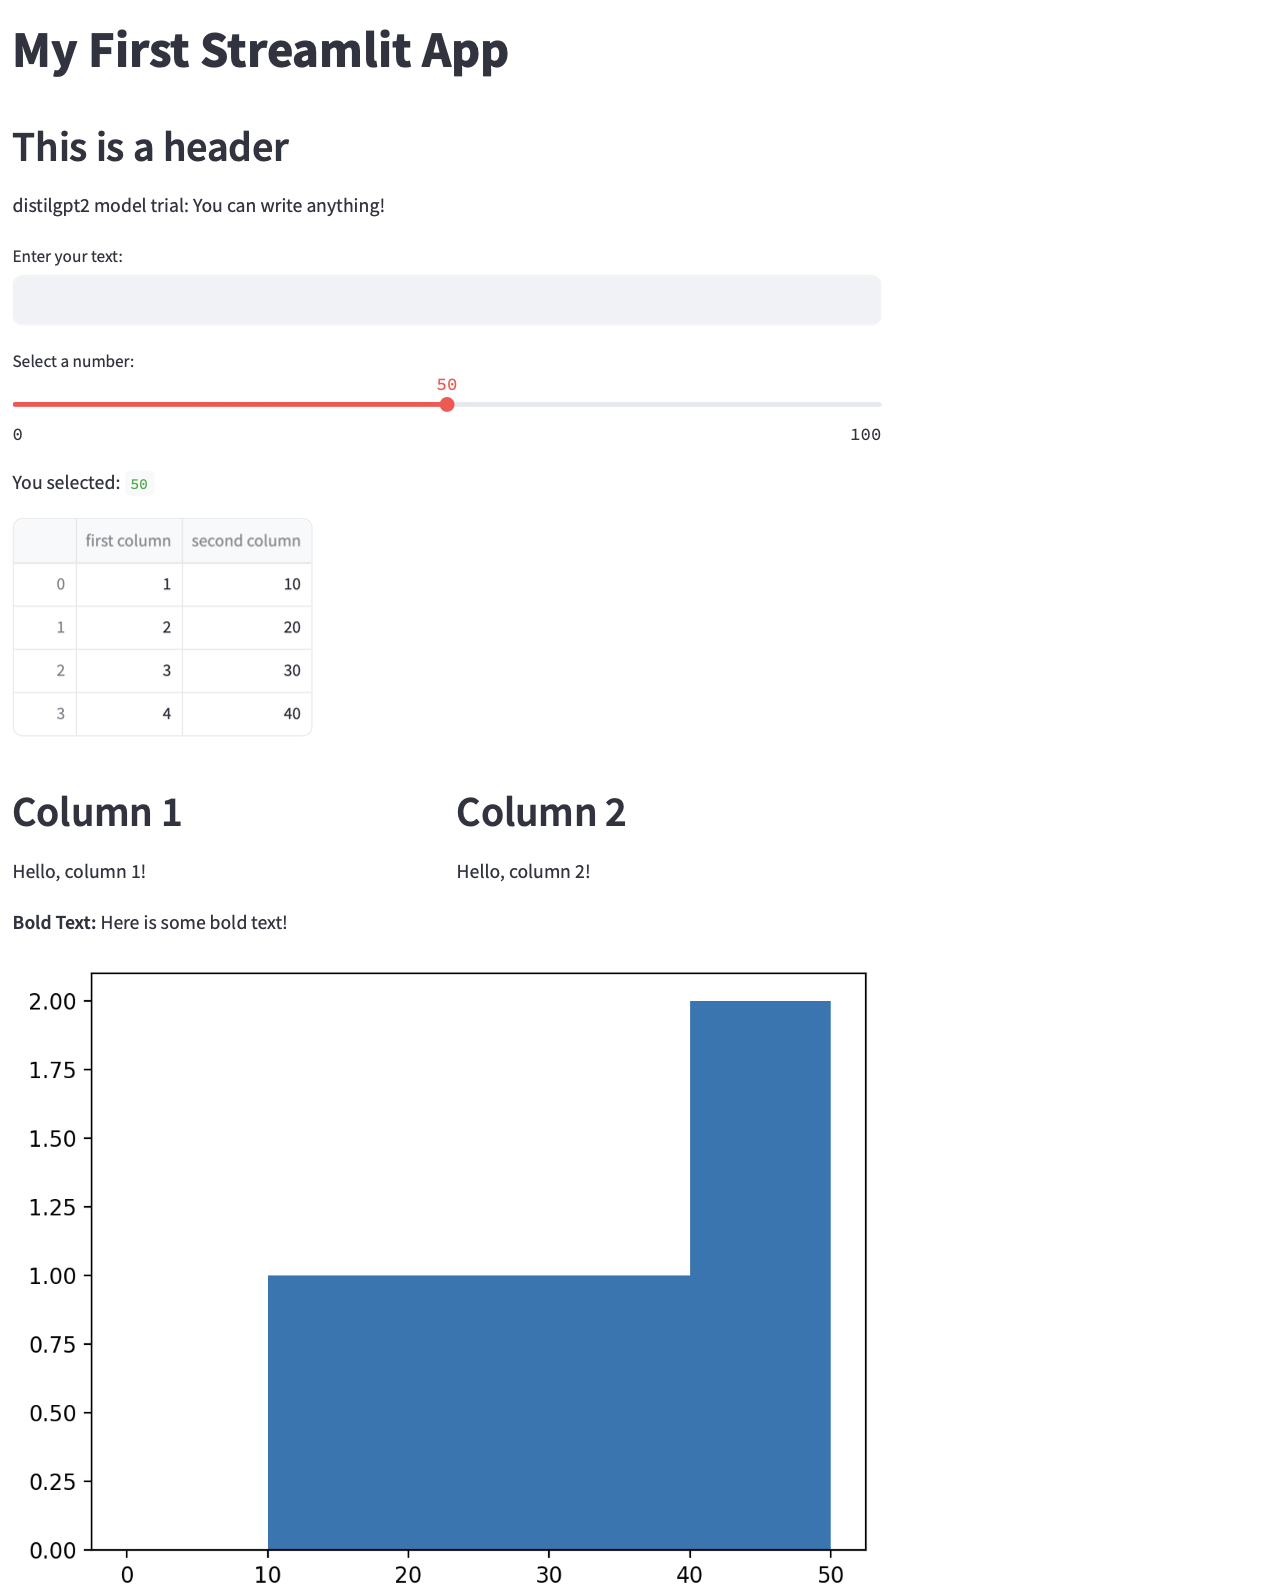 My First Streamlit App
This is a header
distilgpt2 model trial: You can write anything!
Enter your text:
Select a number:
50
0 100
You selected: 50
first column second column
0 1 10
1 2 20
2 3 30
3 4 40
Column 1 Column 2
Hello, column 1! Hello, column 2!
Bold Text: Here is some bold text!
2.00
1.75
1.50
1.25
1.00
0.75
0.50
0.25
0.00
0 10 20 30 40 50